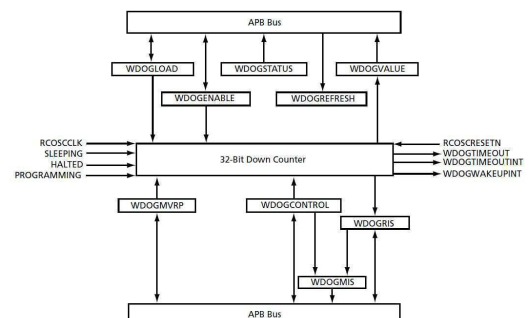 APB Bus
WDOGLOAD
WDOGSTATUS
WDOGVALUE
WDOGENABLE
WDOGREFRESH
RCOSCCLK
SLEEPING
HALTED
PROGRAMMING
32-Bit Down Counter
RCOSCRESETN
WDOGTIMEOUT
WDOGTIMEOUTINT
WDOGWAKEUPINT
WDOGMVRP
WDOGCONTROL
WDOGRIS
WDOGMIS
APB Bus